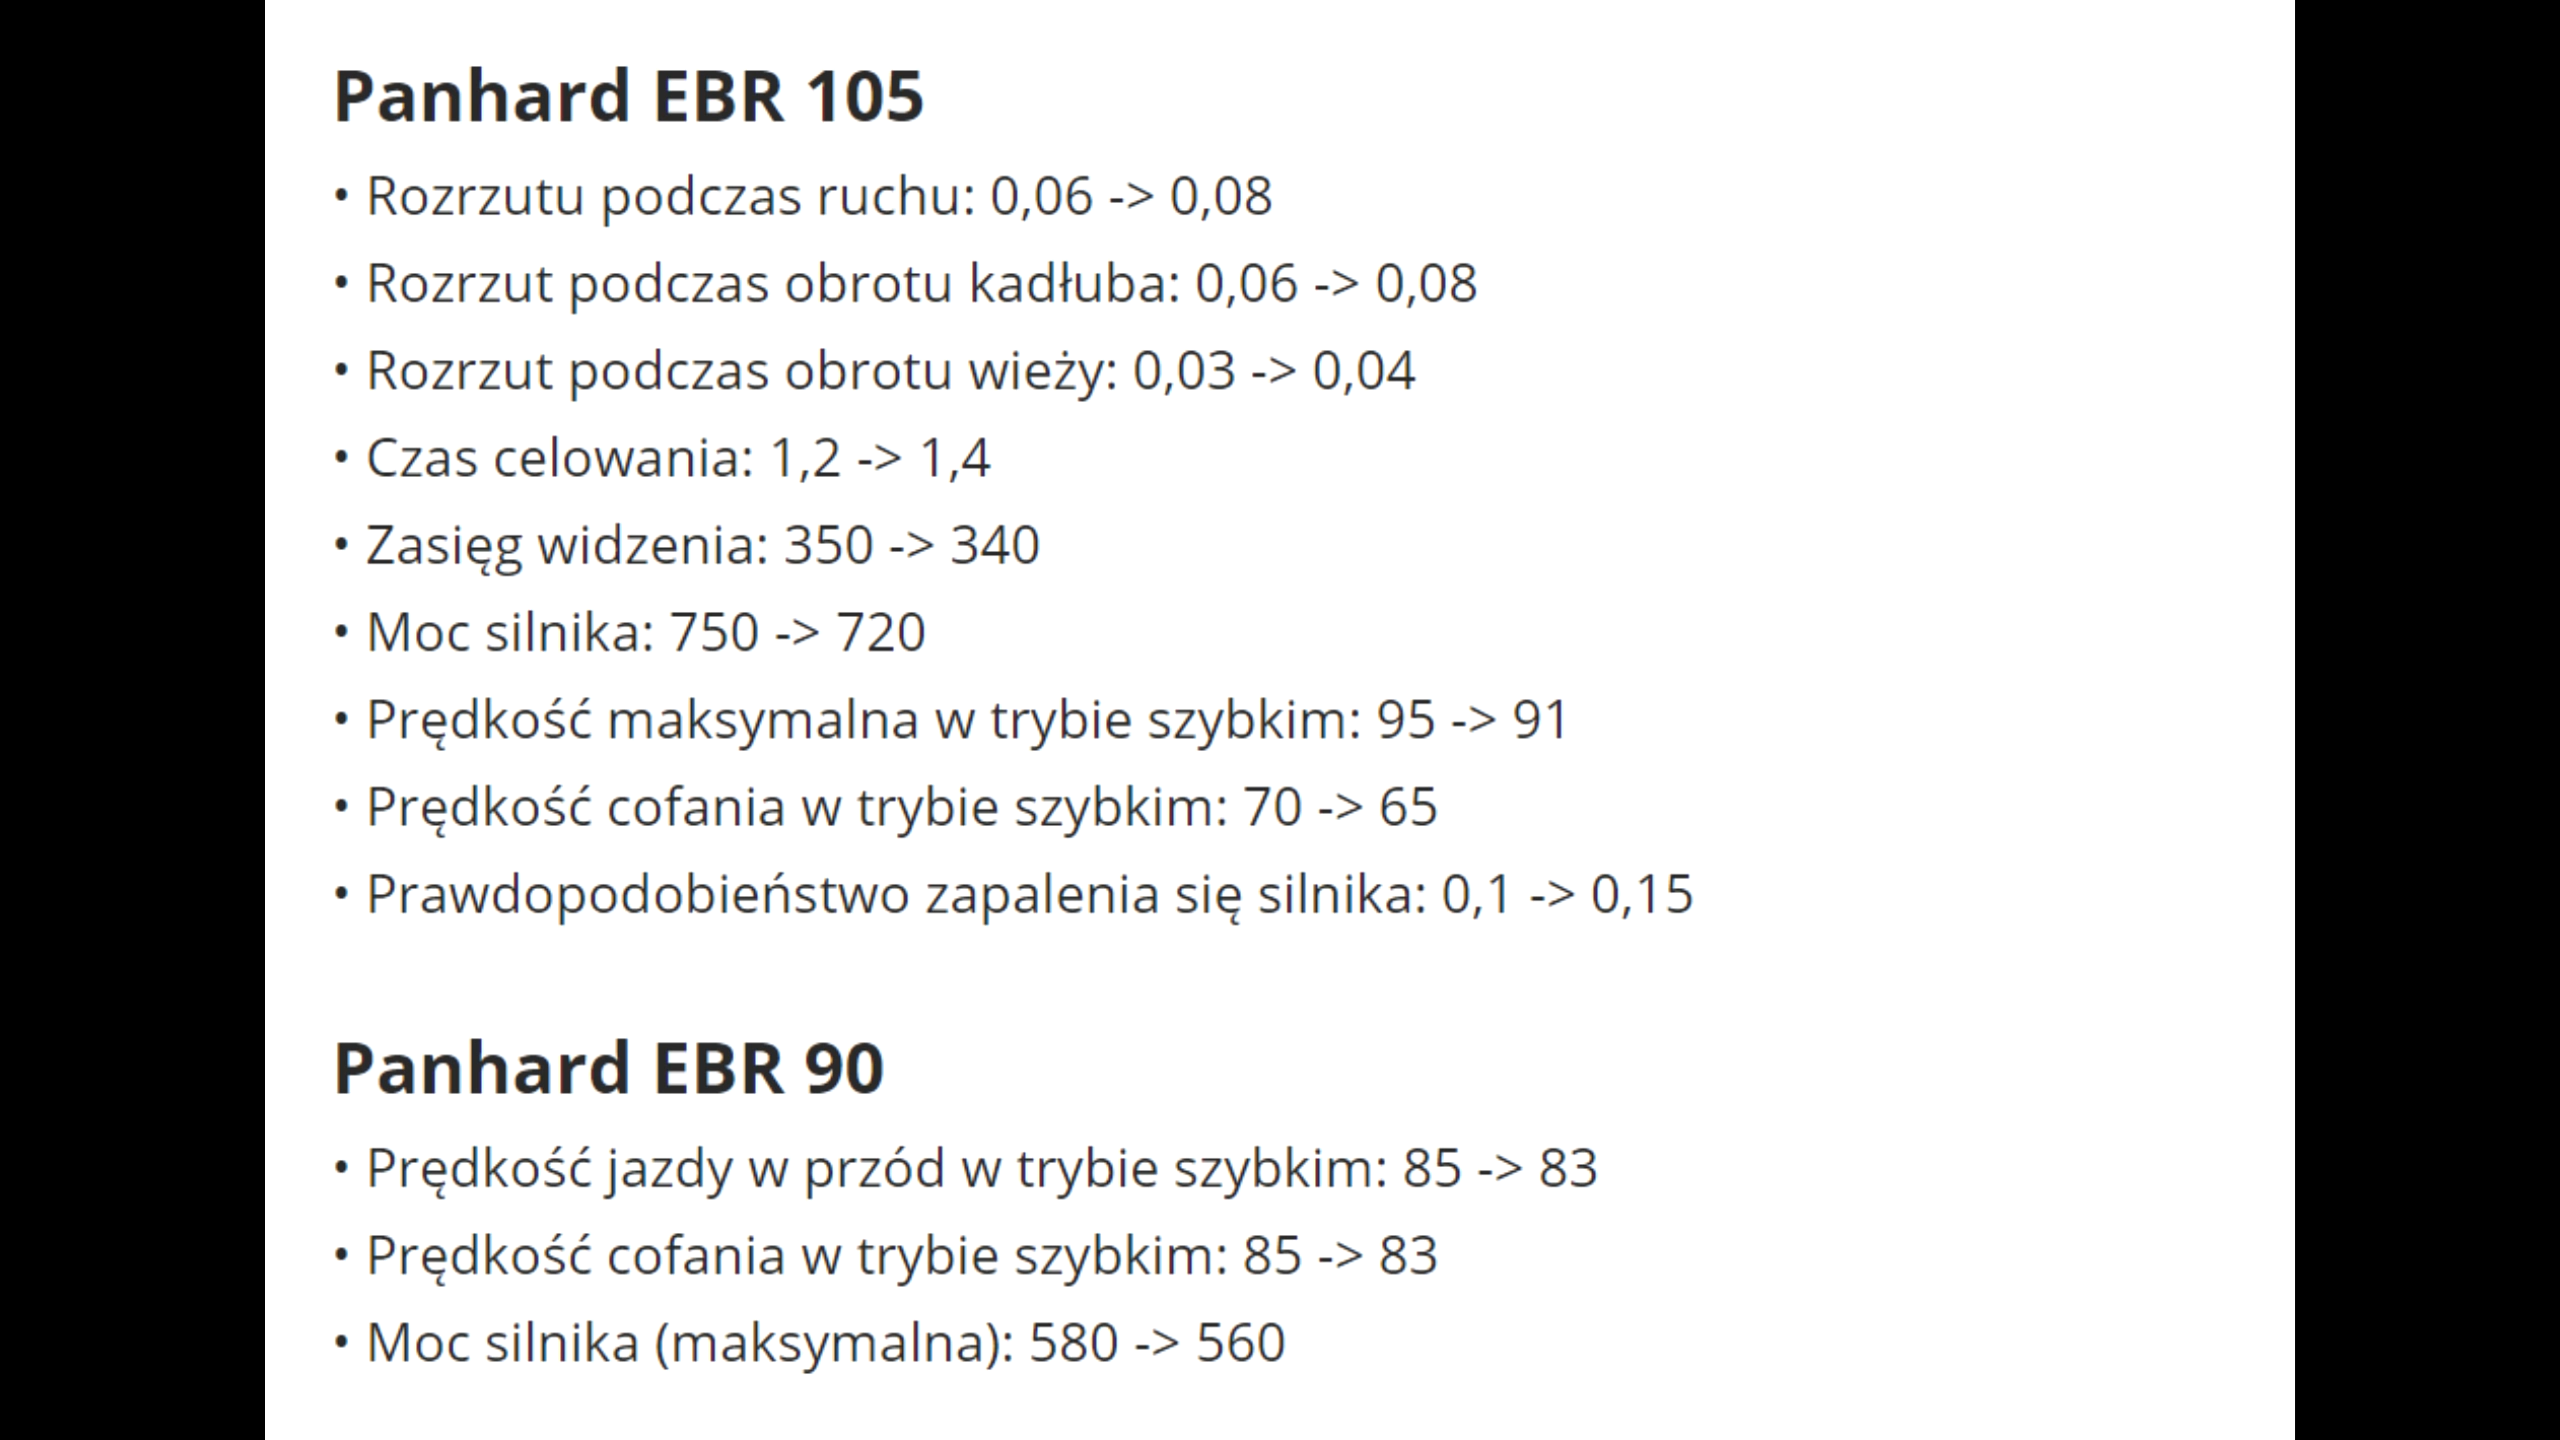 Panhard EBR 105
• Rozrzutu podczas ruchu: 0,06 -> 0,08
• Rozrzut podczas obrotu kadłuba: 0,06 -> 0,08
• Rozrzut podczas obrotu wieży: 0,03 -> 0,04
• Czas celowania: 1,2 -> 1,4
• Zasięg widzenia: 350 -> 340
• Moc silnika: 750 -> 720
• Prędkość maksymalna w trybie szybkim: 95 -> 91
• Prędkość cofania w trybie szybkim: 70 -> 65
• Prawdopodobieństwo zapalenia się silnika: 0,1 -> 0,15
Panhard EBR 90
• Prędkość jazdy w przód w trybie szybkim: 85 -> 83
• Prędkość cofania w trybie szybkim: 85 -> 83
• Moc silnika (maksymalna): 580 -> 560